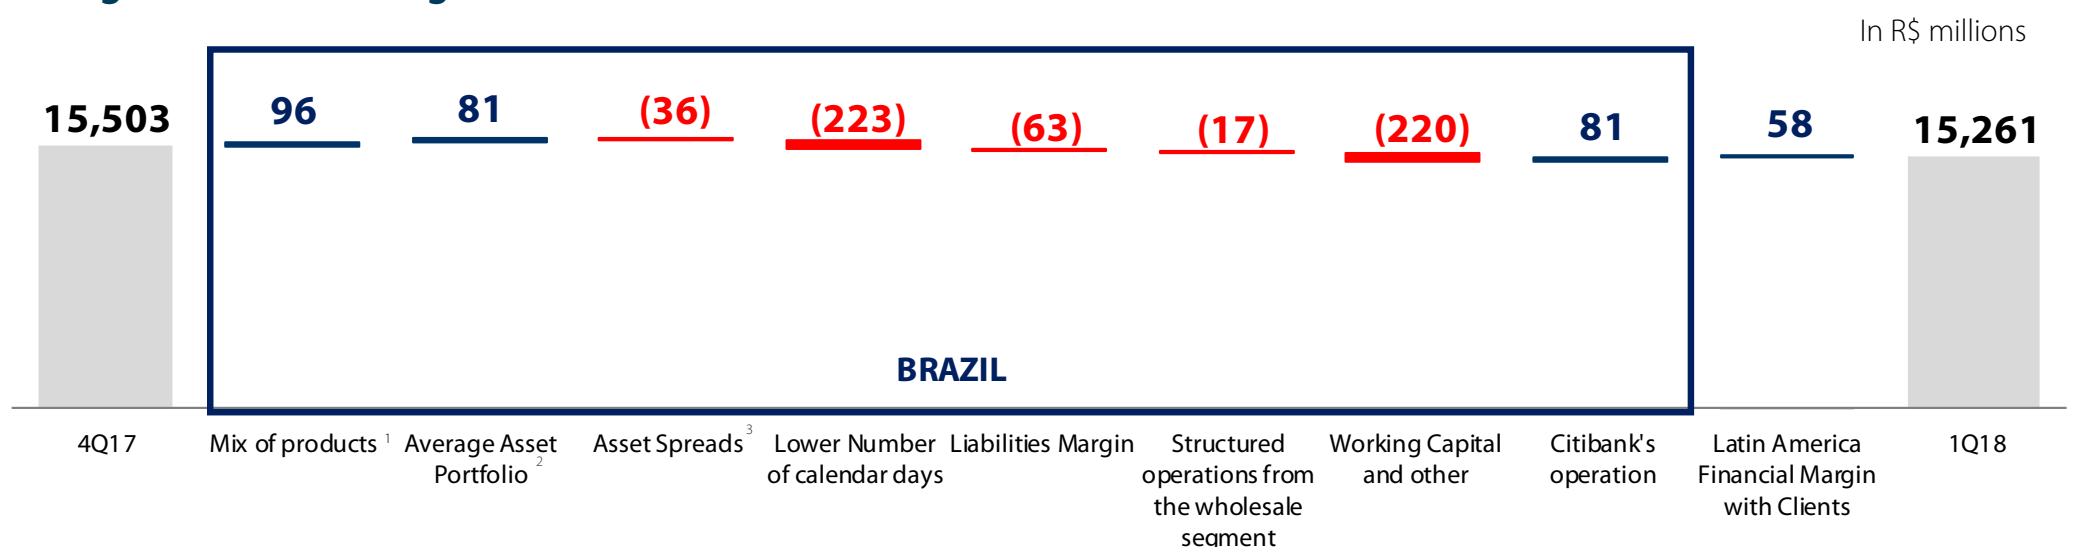 In R$ millions
15,503
96
81
(36)
(223)
(63)
(17)
(220)
81
58
15,261
BRAZIL
4Q17
Mix of products 1
Average Asset
Portfolio 2
Asset Spreads 3
Lower Number
of calendar days
Liabilities Margin
Structured
operations from
the wholesale
segment
Working Capital
and other
Citibank's
operation
Latin America
Financial Margin
with Clients
1Q18